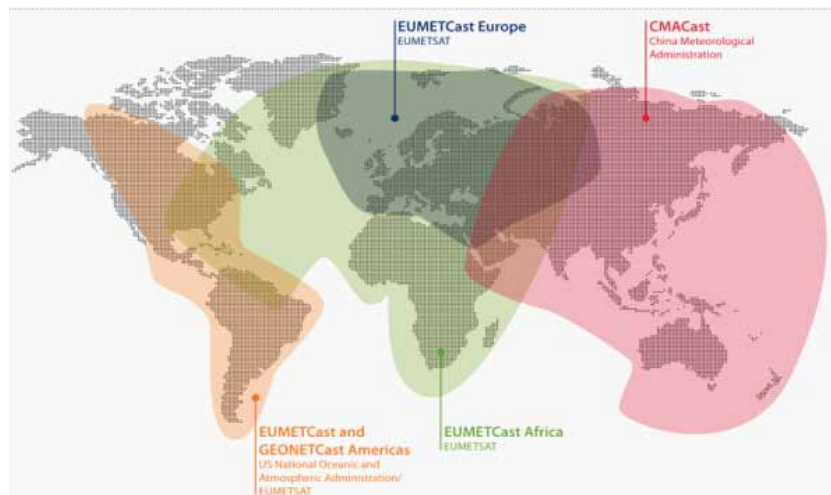 EUMETCast Europe
EUMETSAT
CMACast
China Meteorological
Administration
EUMETCast and
GEONETCast Americas
US National Oceanic and
Atmospheric Administration/
EUMETSAT
EUMETCast Africa
EUMETSAT